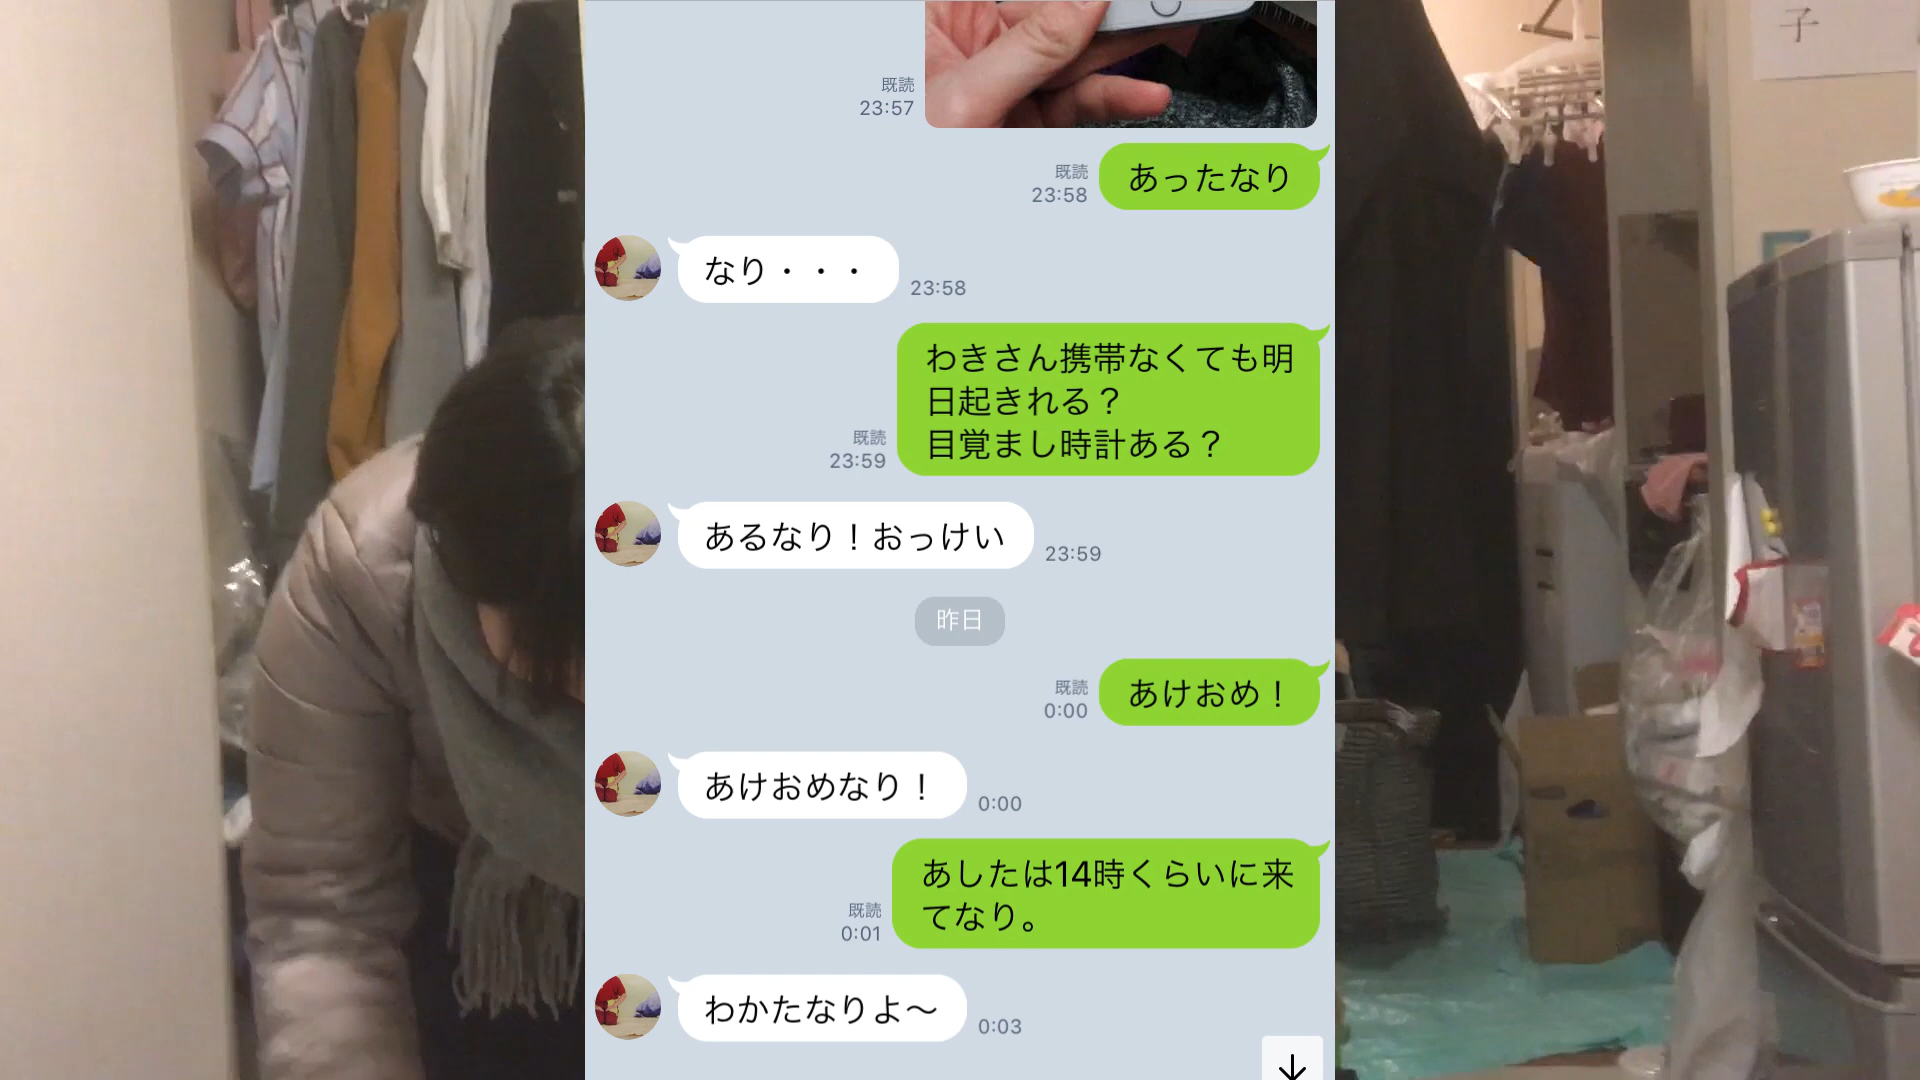 既読
23:57
あったなり
既読
23:58
なり・・・
23:58
わきさん携帯なくても明
日起きれる？
目覚まし時計ある？
既読
23:59
あるなり！おっけい
23:59
昨日
あけおめ！
既読
0:00
あけおめなり！
0:00
あしたは14時くらいに来
てなり。
既読
0:01
わかたなりよ〜
0:03
子